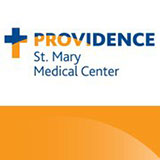 PROVIDENCE
St. Mary
Medical Center